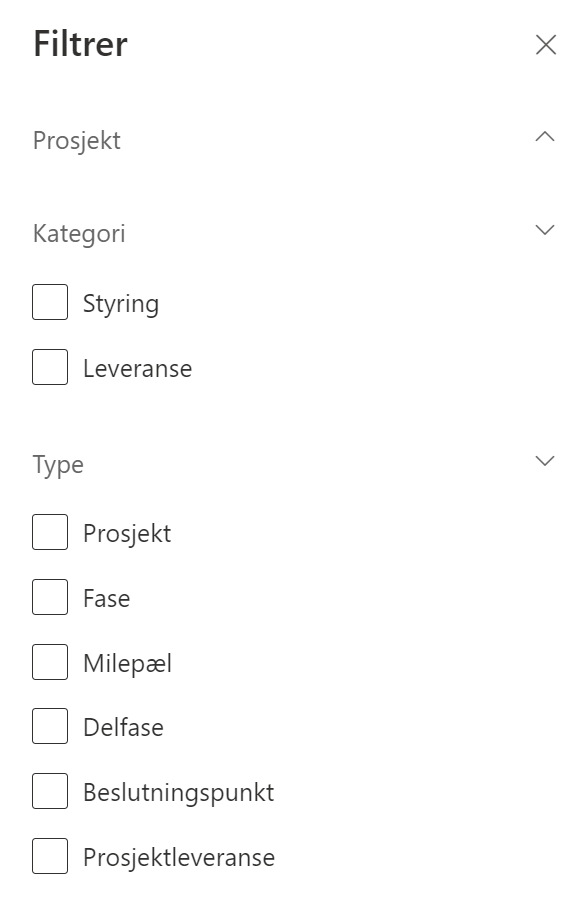 Filtrer
Prosjekt
Kategori
Styring
Leveranse
Type
Prosjekt
Fase
Milepæl
Delfase
Beslutningspunkt
Prosjektleveranse